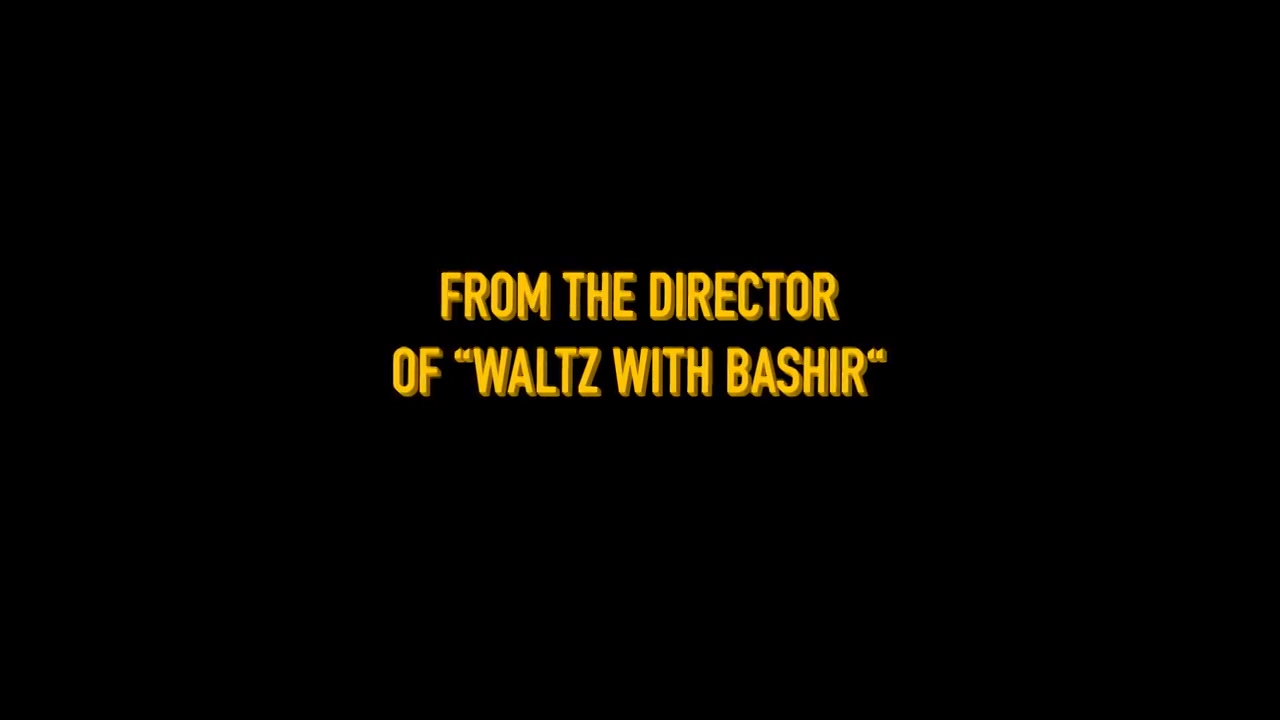 FROM THE DIRECTOR
OF “WALTZ WITH BASHIR“